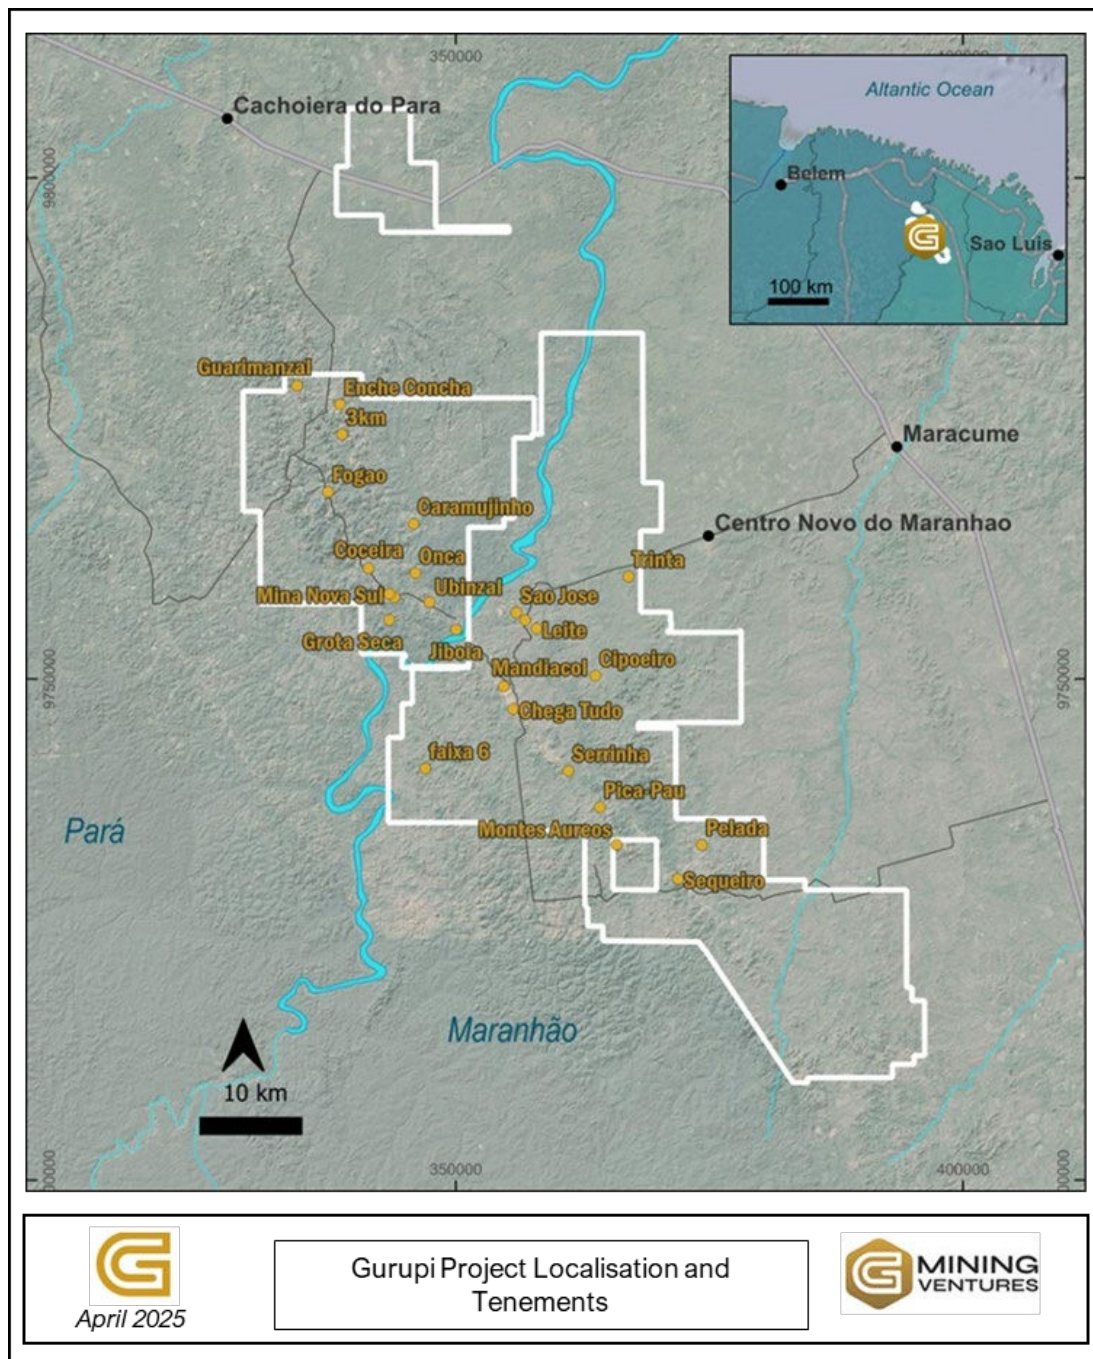 350000
400000
Altantic Ocean
Cachoiera do Para
9800000
Belem
Sao Luis
100 km
Guarimanzal
Enche Concha
3km
Maracume
Fogao
Caramujinho
Centro Novo do Maranhao
Coceira
Onca
Trinta
Mina Nova Sul
Ubinzal
Sao Jose
Leite
Grota Seca
Jibola
Mandiacol
Cipoeiro
9750000
9750000
Chega Tudo
faixa 6
Serrinha
Pica-Pau
Pará
Montes Aureos
Pelada
Sequeiro
Maranhão
10 km
350000
400000
G
April 2025
Gurupi Project Localisation and
Tenements
G MINING
VENTURES